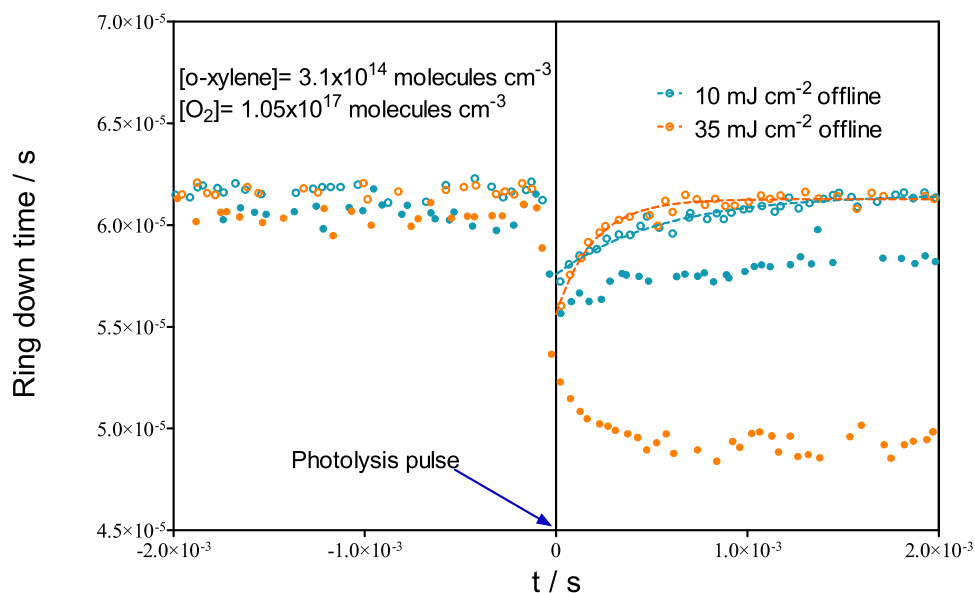 7.0×10⁻⁵
[o-xylene]= 3.1x10¹⁴ molecules cm⁻³
[O₂]= 1.05x10¹⁷ molecules cm⁻³
10 mJ cm⁻² offline
35 mJ cm⁻² offline
6.5×10⁻⁵
6.0×10⁻⁵
5.5×10⁻⁵
5.0×10⁻⁵
4.5×10⁻⁵
Ring down time / s
Photolysis pulse
-2.0×10⁻³
-1.0×10⁻³
0
1.0×10⁻³
2.0×10⁻³
t / s